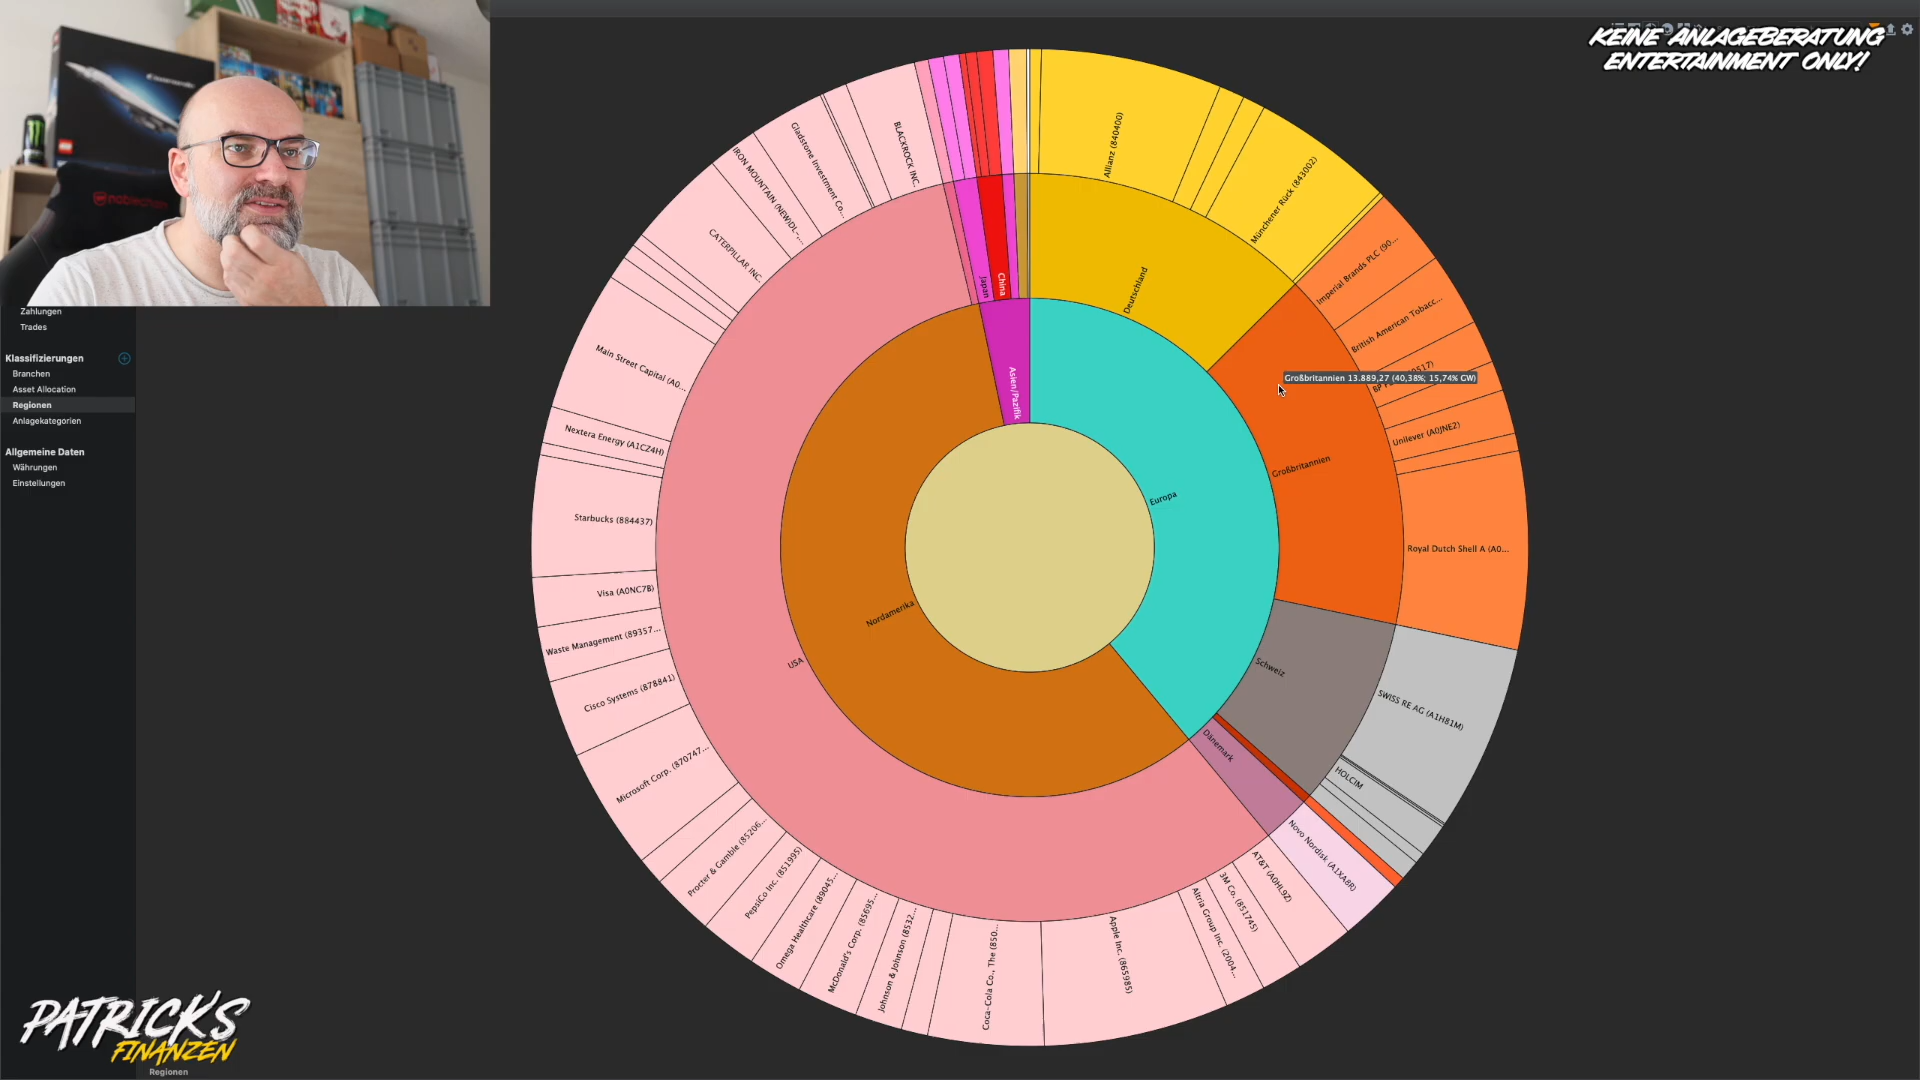 KEINE ANLAGEBERATUNG
ENTERTAINMENT ONLY!
noblechairs
Zahlungen
Trades
Klassifizierungen
Branchen
Asset Allocation
Regionen
Anlagekategorien
Allgemeine Daten
Währungen
Einstellungen
PATRICKS
FINANZEN
Regionen
Europa
Nordamerika
Asien/Pazifik
Deutschland
Großbritannien
Schweiz
Dänemark
USA
Japan
China
Allianz (840400)
Münchener Rück (843002)
Imperial Brands PLC (90...
British American Tobacc...
Großbritannien 13.889,27 (40,38%; 15,74% GW)
Unilever (A0JNE2)
Royal Dutch Shell A (A0...
SWISS RE AG (A1H81M)
HOLCIM
Novo Nordisk (A1XA8R)
AT&T (A0HL9Z)
3M Co. (851745)
Altria Group Inc. (2004...
Apple Inc. (865985)
Coca-Cola Co., The (850...
Johnson & Johnson (8532...
McDonald's Corp. (85695...
Omega Healthcare (89045...
PepsiCo Inc. (851995)
Procter & Gamble (85206...
Microsoft Corp. (870747...
Cisco Systems (878841)
Waste Management (89357...
Visa (A0NC7B)
Starbucks (884437)
Nextera Energy (A1CZ4H)
Main Street Capital (A0...
CATERPILLAR INC.
IRON MOUNTAIN (NEW)DL-,...
Gladstone Investment Co...
BLACKROCK INC.